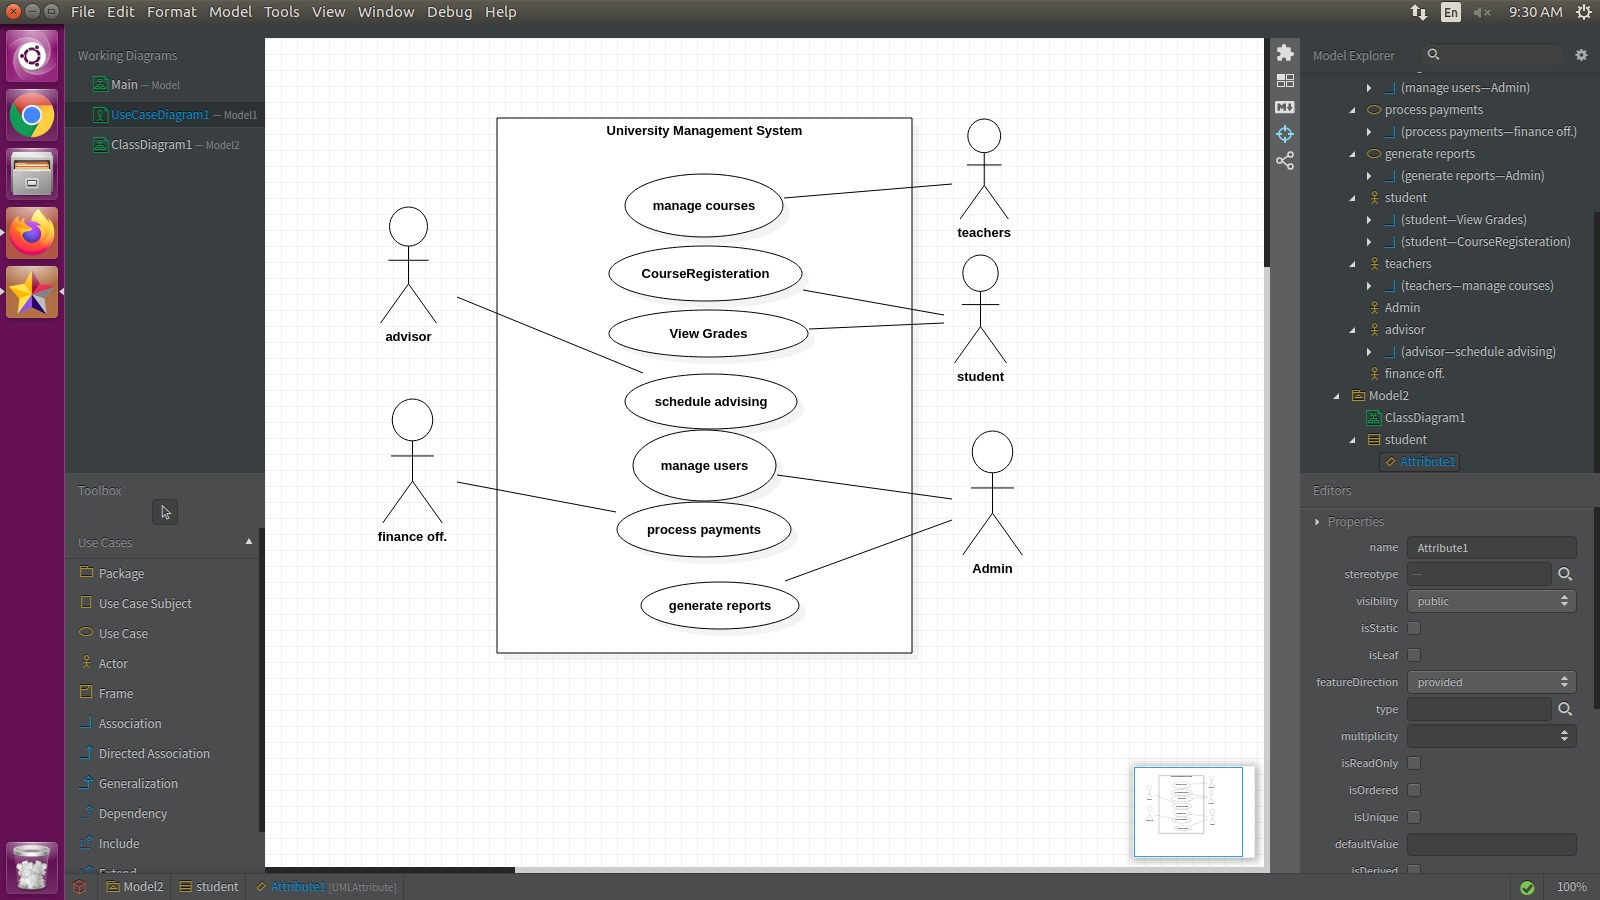 File Edit Format Model Tools View Window Debug Help
En
9:30 AM
Working Diagrams
Main — Model
UseCaseDiagram1 — Model1
ClassDiagram1 — Model2
Toolbox
Use Cases
Package
Use Case Subject
Use Case
Actor
Frame
Association
Directed Association
Generalization
Dependency
Include
Extend
University Management System
manage courses
CourseRegisteration
View Grades
schedule advising
manage users
process payments
generate reports
advisor
finance off.
teachers
student
Admin
Model Explorer
(manage users—Admin)
process payments
(process payments—finance off.)
generate reports
(generate reports—Admin)
student
(student—View Grades)
(student—CourseRegisteration)
teachers
(teachers—manage courses)
Admin
advisor
(advisor—schedule advising)
finance off.
Model2
ClassDiagram1
student
Attribute1
Editors
Properties
name Attribute1
stereotype —
visibility public
isStatic
isLeaf
featureDirection provided
type
multiplicity
isReadOnly
isOrdered
isUnique
defaultValue
isDerived
Model2 student Attribute1 [UMLAttribute]
100%